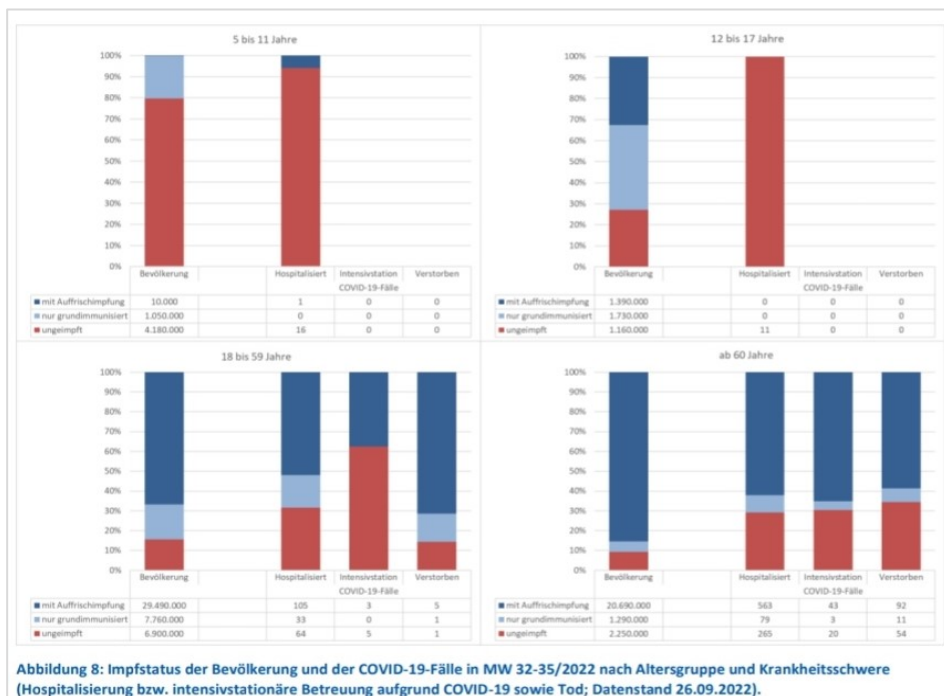 5 bis 11 Jahre
100%
90%
80%
70%
60%
50%
40%
30%
20%
10%
0%
Bevölkerung Hospitalisiert Intensivstation Verstorben
COVID-19-Fälle
mit Auffrischimpfung 10.000 1 0 0
nur grundimmunisiert 1.050.000 0 0 0
ungeimpft 4.180.000 16 0 0
12 bis 17 Jahre
100%
90%
80%
70%
60%
50%
40%
30%
20%
10%
0%
Bevölkerung Hospitalisiert Intensivstation Verstorben
COVID-19-Fälle
mit Auffrischimpfung 1.390.000 0 0 0
nur grundimmunisiert 1.730.000 0 0 0
ungeimpft 1.160.000 11 0 0
18 bis 59 Jahre
100%
90%
80%
70%
60%
50%
40%
30%
20%
10%
0%
Bevölkerung Hospitalisiert Intensivstation Verstorben
COVID-19-Fälle
mit Auffrischimpfung 29.490.000 105 3 5
nur grundimmunisiert 7.760.000 33 0 1
ungeimpft 6.900.000 64 5 1
ab 60 Jahre
100%
90%
80%
70%
60%
50%
40%
30%
20%
10%
0%
Bevölkerung Hospitalisiert Intensivstation Verstorben
COVID-19-Fälle
mit Auffrischimpfung 20.690.000 563 43 92
nur grundimmunisiert 1.290.000 79 3 11
ungeimpft 2.250.000 265 20 54
Abbildung 8: Impfstatus der Bevölkerung und der COVID-19-Fälle in MW 32-35/2022 nach Altersgruppe und Krankheitsschwere
(Hospitalisierung bzw. intensivstationäre Betreuung aufgrund COVID-19 sowie Tod; Datenstand 26.09.2022).